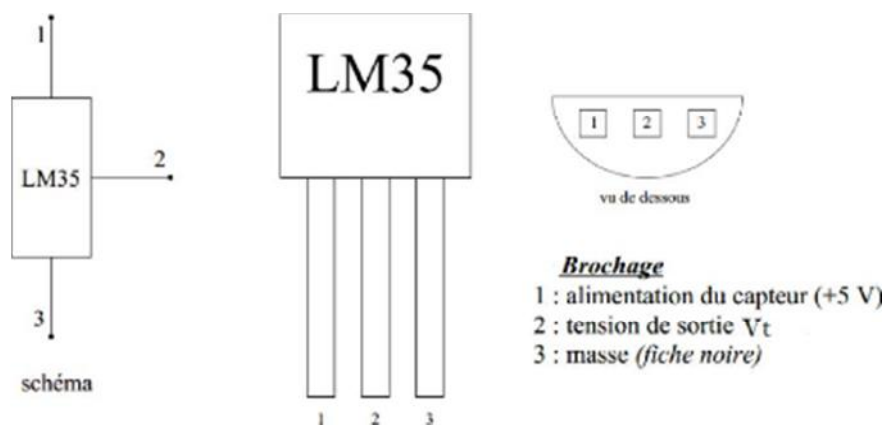 1
LM35
2
3
schéma
LM35
1 2 3
1 2 3
vu de dessous
Brochage
1 : alimentation du capteur (+5 V)
2 : tension de sortie Vt
3 : masse (fiche noire)